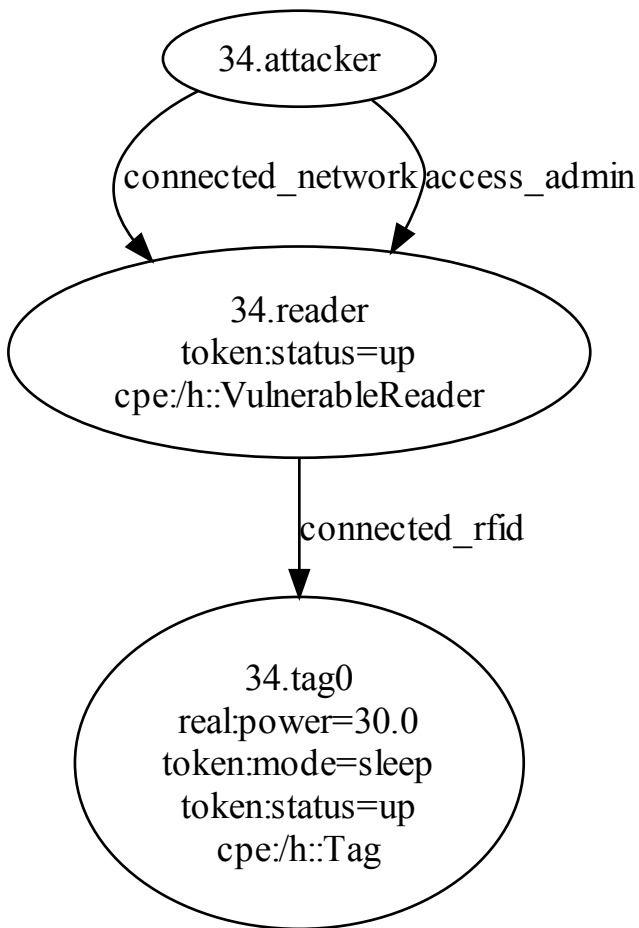 34.attacker
connected_network access_admin
34.reader
token:status=up
cpe:/h::VulnerableReader
connected_rfid
34.tag0
real:power=30.0
token:mode=sleep
token:status=up
cpe:/h::Tag